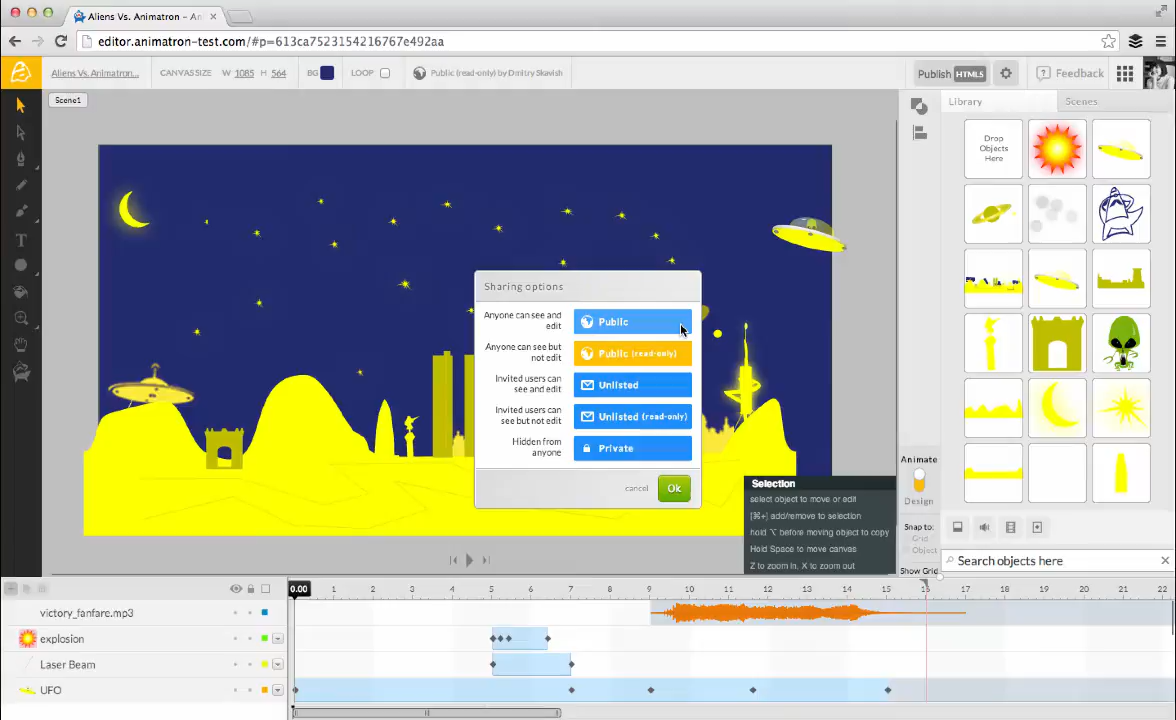 Aliens Vs. Animatron – An
editor.animatron-test.com/#p=613ca7523154216767e492aa
Aliens Vs. Animatron... CANVAS SIZE W 1085 H 564 BG LOOP Public (read-only) by Dmitry Skavish Publish HTML5 Feedback
Scene1
Library Scenes
Drop
Objects
Here
Sharing options
Anyone can see and
edit
Public
Anyone can see but
not edit
Public (read-only)
Invited users can
see and edit
Unlisted
Invited users can
see but not edit
Unlisted (read-only)
Hidden from
anyone
Private
cancel Ok
Selection
select object to move or edit
[⌘+] add/remove to selection
hold ⌥ before moving object to copy
Hold Space to move canvas
Z to zoom in, X to zoom out
Animate
Design
Snap to:
Grid
Object
Show Grid
Search objects here
0.00 1 2 3 4 5 6 7 8 9 10 11 12 13 14 15 16 17 18 19 20 21 22
victory_fanfare.mp3
explosion
Laser Beam
UFO